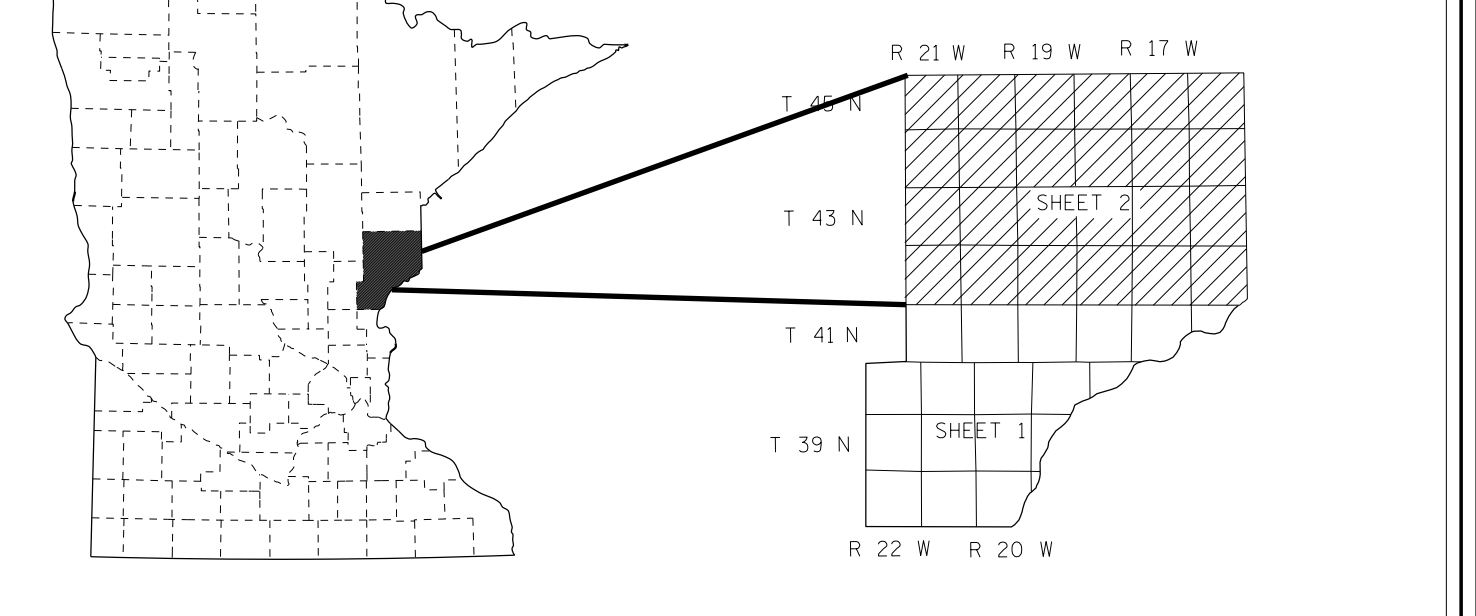 R 21 W R 19 W R 17 W
T 45 N
SHEET 2
T 43 N
T 41 N
SHEET 1
T 39 N
R 22 W R 20 W